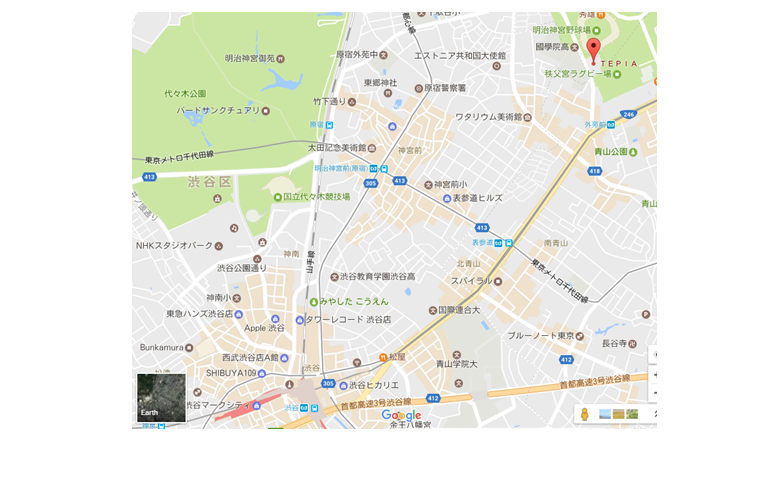 秀雄
明治神宮野球場
國學院高
TEPIA
秩父宮ラグビー場
原宿外苑中
エストニア共和国大使館
明治神宮御苑
東郷神社
原宿警察署
代々木公園
竹下通り
バードサンクチュアリ
ワタリウム美術館
246
原宿
外苑前
太田記念美術館
神宮前
青山公園
東京メトロ千代田線
明治神宮前(原宿)
418
413
渋谷区
305
413
神宮前小
国立代々木競技場
表参道ヒルズ
青山
413
NHKスタジオパーク
表参道
南青山
神南
山手線
渋谷公園通り
北青山
東京メトロ千代田線
渋谷教育学園渋谷高
スパイラル
神南小
みやした こうえん
国際連合大
東急ハンズ渋谷店
タワーレコード 渋谷店
Apple 渋谷
ブルーノート東京
長谷寺
Bunkamura
西武渋谷店A館
松屋
青山学院大
412
渋谷
SHIBUYA109
305
渋谷ヒカリエ
首都高速3号渋谷線
412
渋谷マークシティ
首都高速3号渋谷線
渋谷
Earth
Google
金王八幡宮